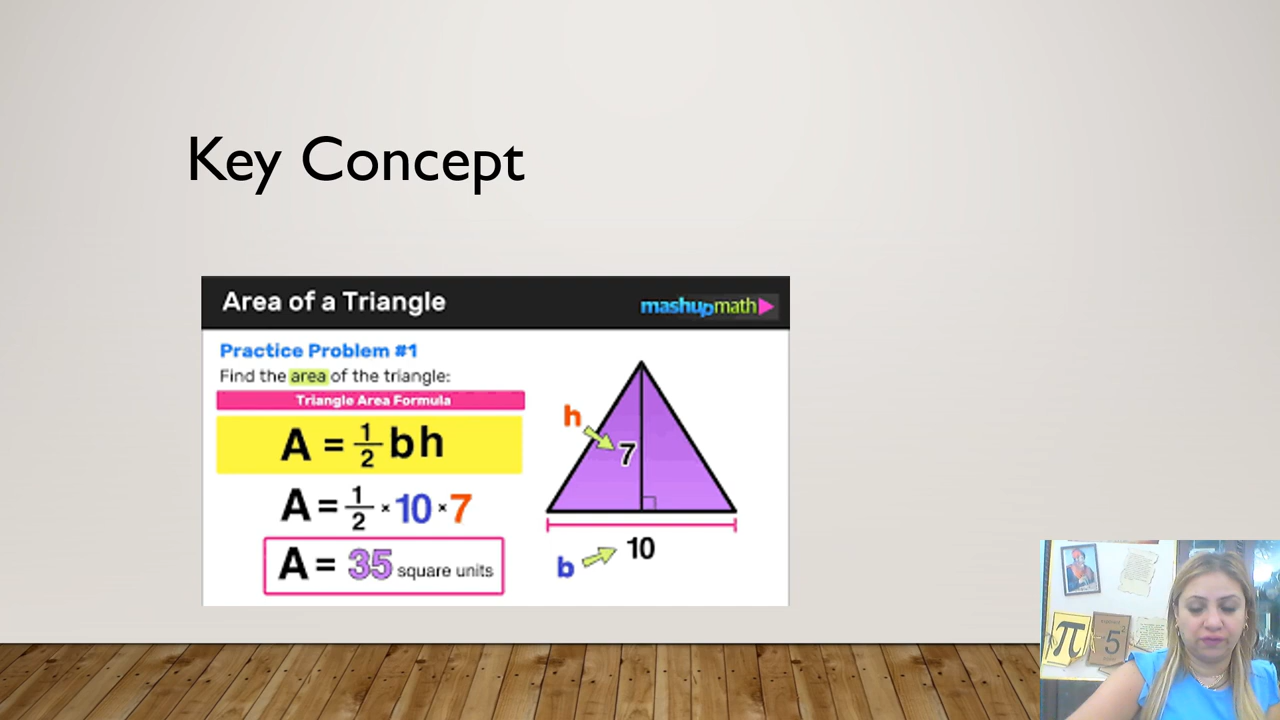 Key Concept
Area of a Triangle
mashupmath
Practice Problem #1
Find the area of the triangle:
Triangle Area Formula
A = 1/2 bh
A = 1/2 × 10 × 7
A = 35 square units
h
7
b
10
π
5